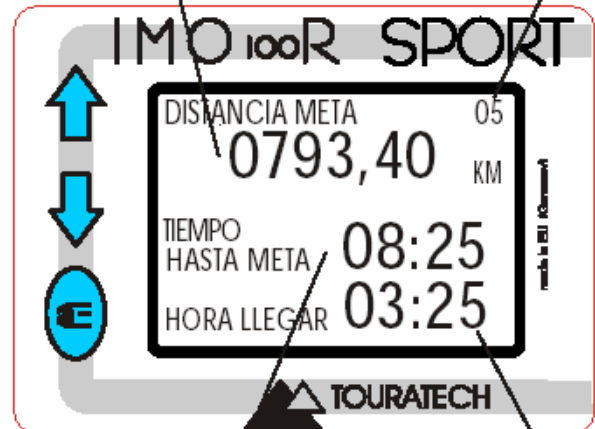 IMO 100R SPORT
DISTANCIA META 05
0793,40 KM
TIEMPO
HASTA META 08:25
HORA LLEGAR 03:25
TOURATECH